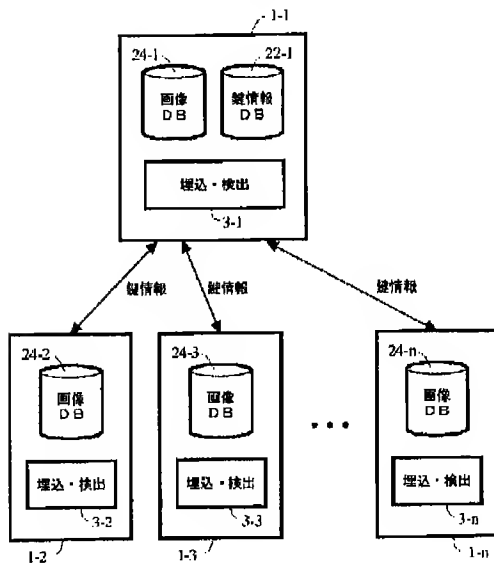 1-1
24-1
22-1
画像
DB
鍵情報
DB
埋込・検出
3-1
鍵情報
鍵情報
鍵情報
24-2
画像
DB
埋込・検出
3-2
1-2
24-3
画像
DB
埋込・検出
3-3
1-3
・・・
24-n
画像
DB
埋込・検出
3-n
1-n